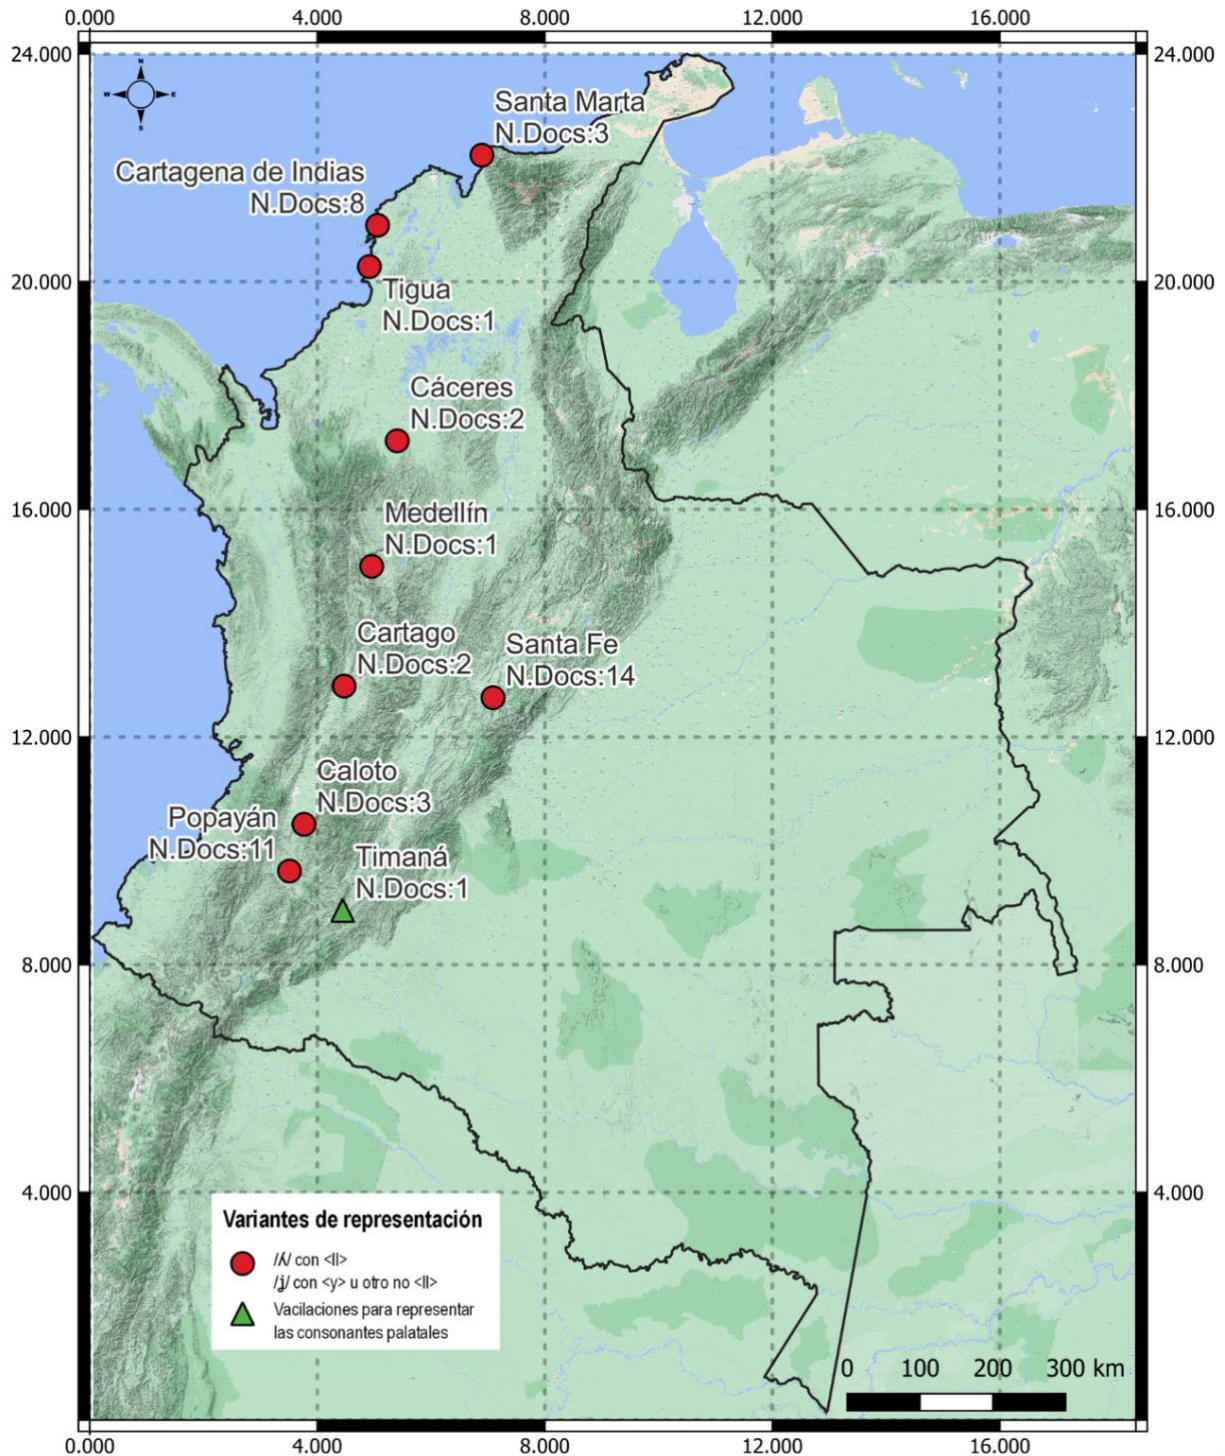 0.000 4.000 8.000 12.000 16.000
24.000 24.000
N
W E
S
Santa Marta
N.Docs:3
Cartagena de Indias
N.Docs:8
20.000 20.000
Tigua
N.Docs:1
Cáceres
N.Docs:2
16.000 16.000
Medellín
N.Docs:1
Cartago
N.Docs:2
Santa Fe
N.Docs:14
12.000 12.000
Caloto
N.Docs:3
Popayán
N.Docs:11
Timaná
N.Docs:1
8.000 8.000
4.000 4.000
Variantes de representación
/ʎ/ con <ll>
/ʝ/ con <y> u otro no <ll>
Vacilaciones para representar
las consonantes palatales
0 100 200 300 km
0.000 4.000 8.000 12.000 16.000